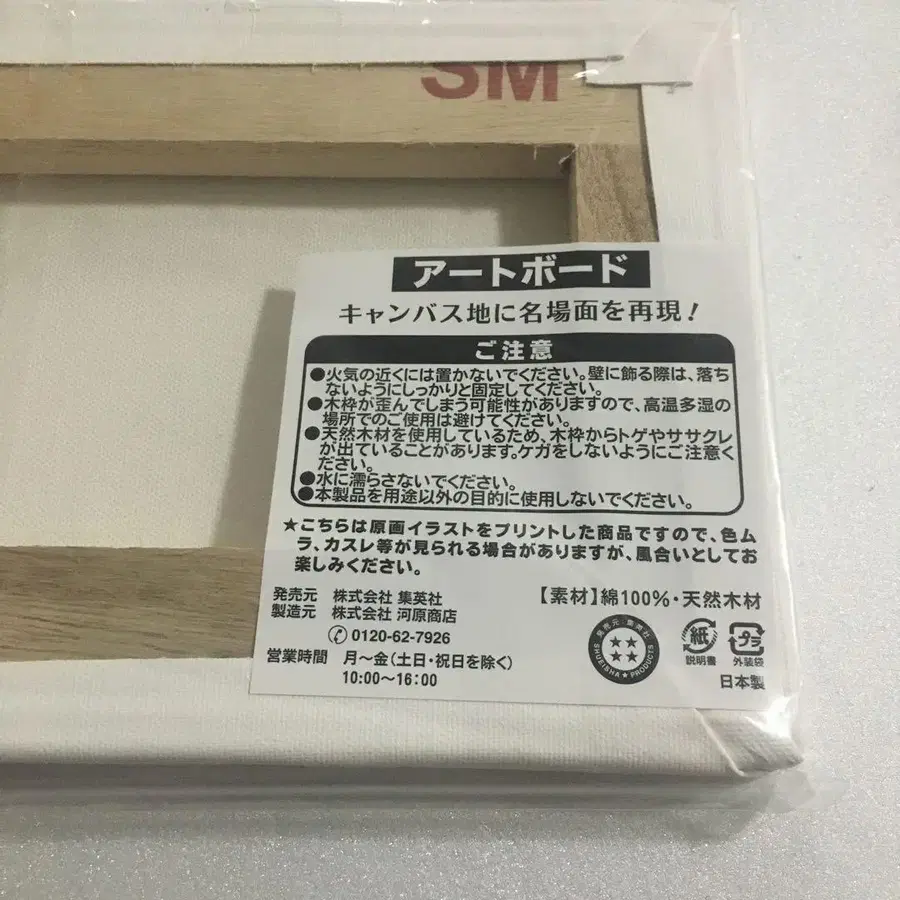 SM
アートボード
キャンバス地に名場面を再現!
ご注意
●火気の近くには置かないでください。壁に飾る際は、落ち
ないようにしっかりと固定してください。
●木枠が歪んでしまう可能性がありますので、高温多湿の
場所でのご使用は避けてください。
●天然木材を使用しているため、木枠からトゲやササクレ
が出ていることがあります。ケガをしないようにご注意く
ださい。
●水に濡らさないでください。
●本製品を用途以外の目的に使用しないでください。
★こちらは原画イラストをプリントした商品ですので、色ム
ラ、カスレ等が見られる場合がありますが、風合いとしてお
楽しみください。
発売元 株式会社 集英社
製造元 株式会社 河原商店
0120-62-7926
営業時間 月〜金(土日・祝日を除く)
10:00〜16:00
【素材】綿100%・天然木材
発売元・集英社
SHUEISHA★PRODUCTS
紙
説明書
プラ
外装袋
日本製